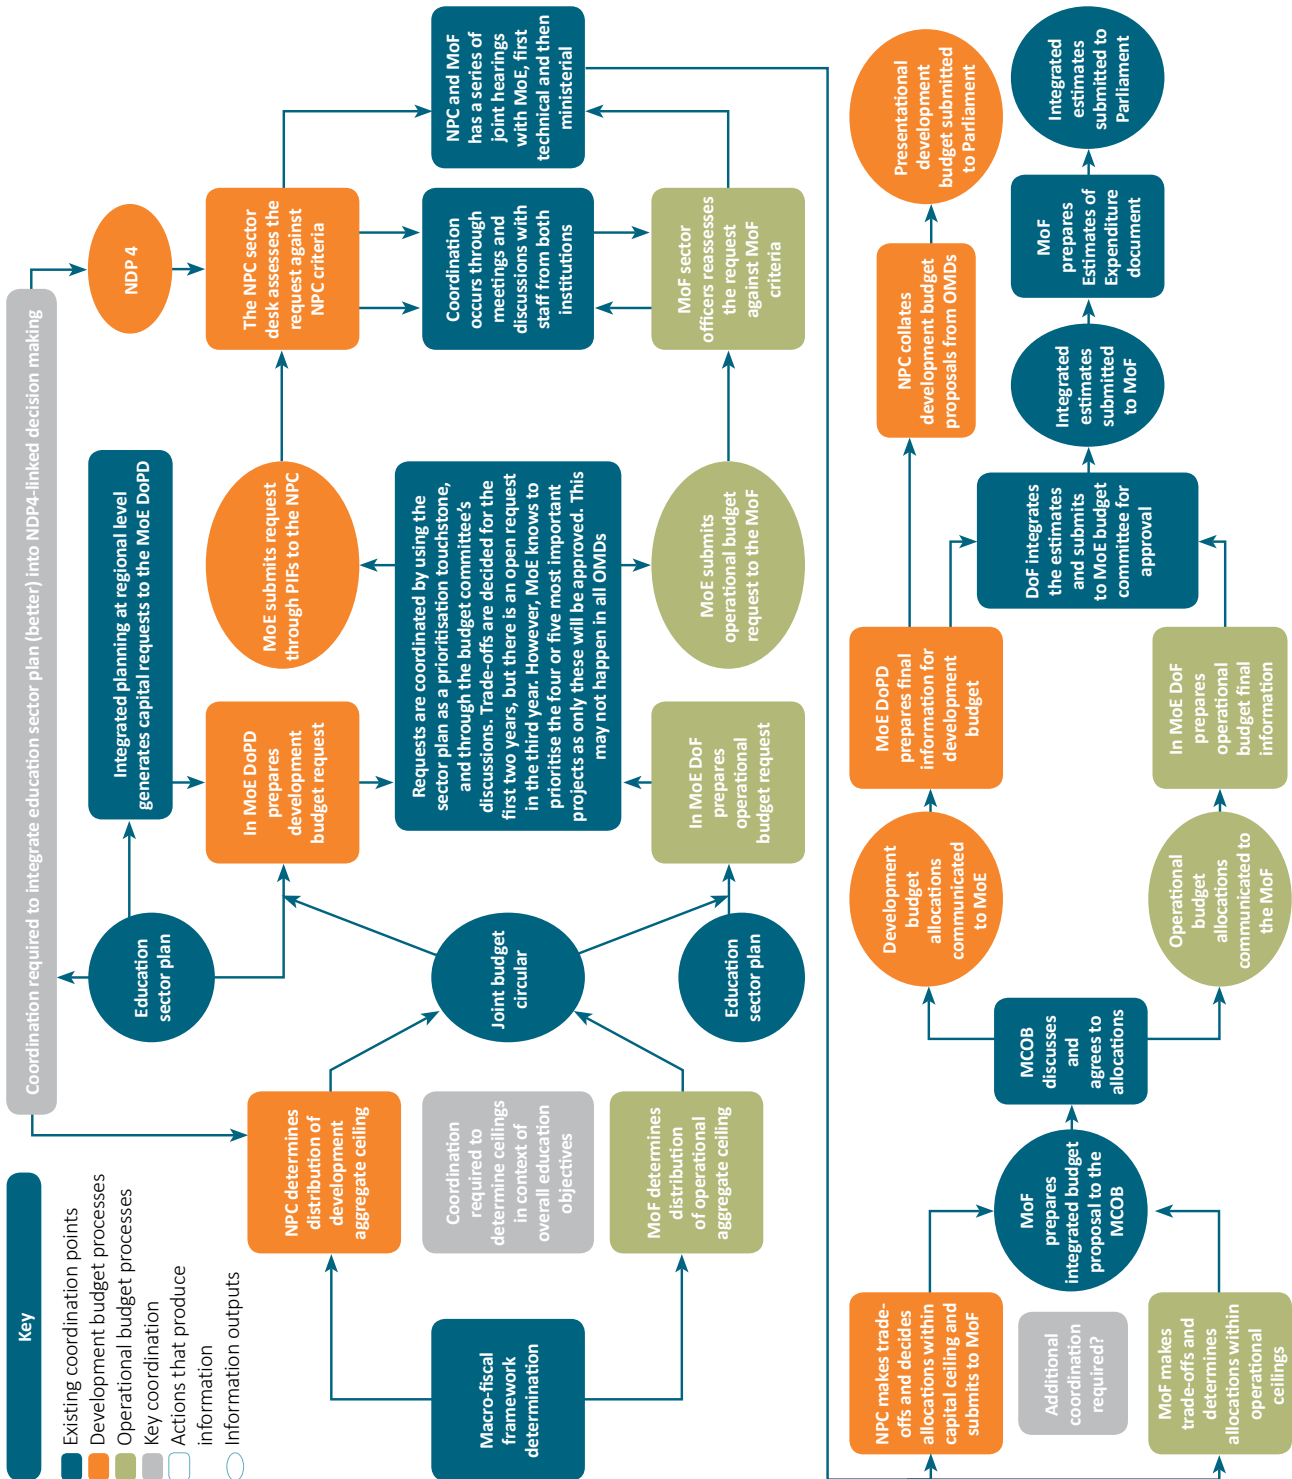 Key
Existing coordination points
Development budget processes
Operational budget processes
Key coordination
Actions that produce
information
Information outputs
Coordination required to integrate education sector plan (better) into NDP4-linked decision making
Macro-fiscal
framework
determination
NPC determines
distribution of
development
aggregate ceiling
Coordination
required to
determine ceilings
in context of
overall education
objectives
MoF determines
distribution
of operational
aggregate ceiling
Education
sector plan
Joint budget
circular
Education
sector plan
Integrated planning at regional level
generates capital requests to the MoE DoPD
In MoE DoPD
prepares
development
budget request
Requests are coordinated by using the
sector plan as a prioritisation touchstone,
and through the budget committee's
discussions. Trade-offs are decided for the
first two years, but there is an open request
in the third year. However, MoE knows to
prioritise the four or five most important
projects as only these will be approved. This
may not happen in all OMDs
In MoE DoF
prepares
operational
budget request
MoE submits request
through PIFs to the NPC
MoE submits
operational budget
request to the MoF
NDP 4
The NPC sector
desk assesses the
request against
NPC criteria
Coordination
occurs through
meetings and
discussions with
staff from both
institutions
MoF sector
officers reassesses
the request
against MoF
criteria
NPC and MoF
has a series of
joint hearings
with MoE, first
technical and then
ministerial
NPC makes trade-
offs and decides
allocations within
capital ceiling and
submits to MoF
Additional
coordination
required?
MoF makes
trade-offs and
determines
allocations within
operational
ceilings
MoF
prepares
integrated budget
proposal to the
MCOB
MCOB
discusses
and
agrees to
allocations
Development
budget
allocations
communicated
to MoE
Operational
budget
allocations
communicated to
the MoF
MoE DoPD
prepares final
information for
development
budget
In MoE DoF
prepares
operational
budget final
information
DoF integrates
the estimates
and submits
to MoE budget
committee for
approval
NPC collates
development budget
proposals from OMDs
Integrated
estimates
submitted
to MoF
MoF
prepares
Estimates of
Expenditure
document
Presentational
development
budget submitted
to Parliament
Integrated
estimates
submitted to
Parliament